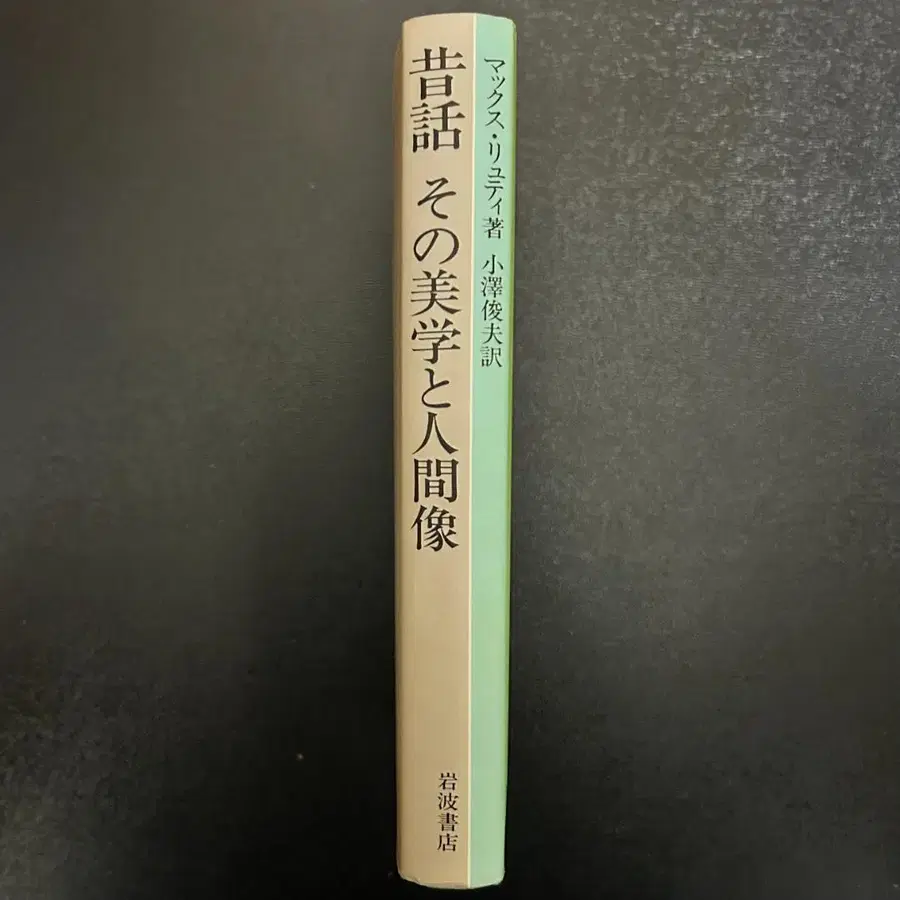 昔話 その美学と人間像
マックス・リュティ著 小澤俊夫訳
岩波書店